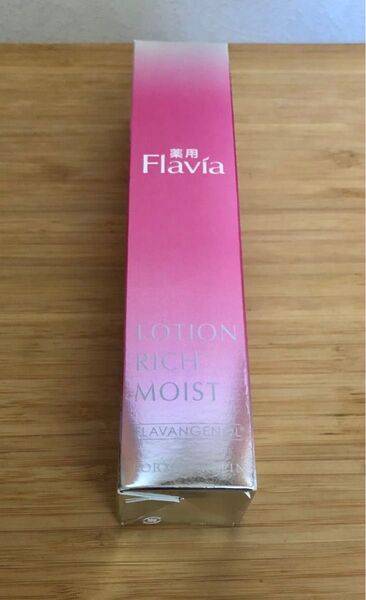 薬用
Flavia
LOTION
RICH
MOIST
FLAVANGENOL